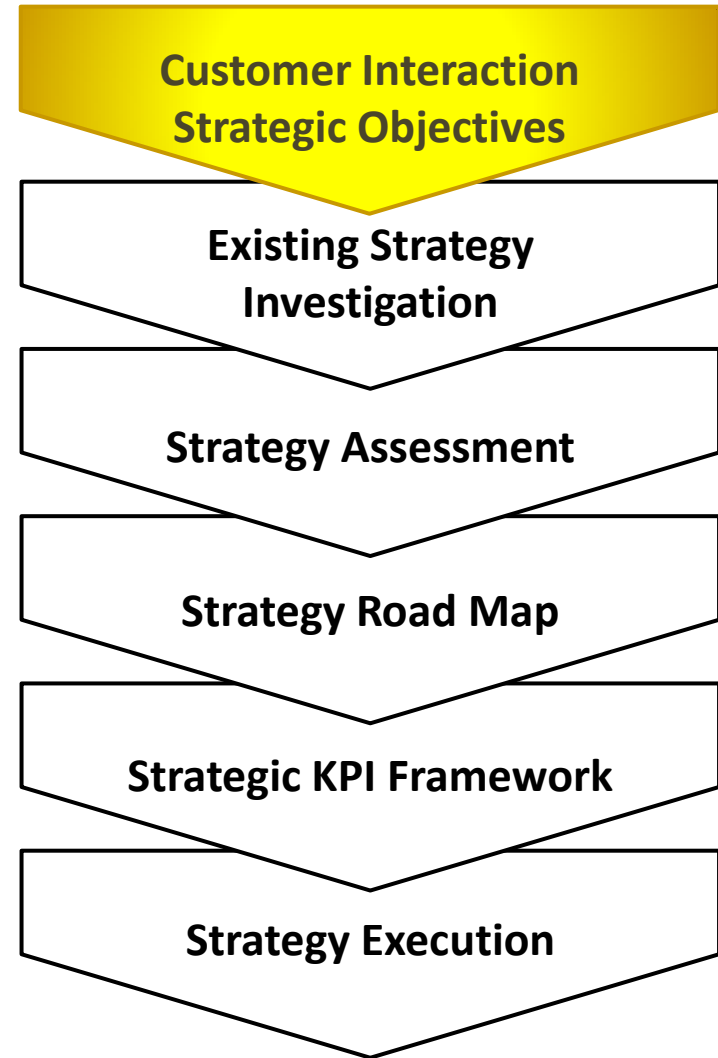 Customer Interaction
Strategic Objectives
Existing Strategy
Investigation
Strategy Assessment
Strategy Road Map
Strategic KPI Framework
Strategy Execution